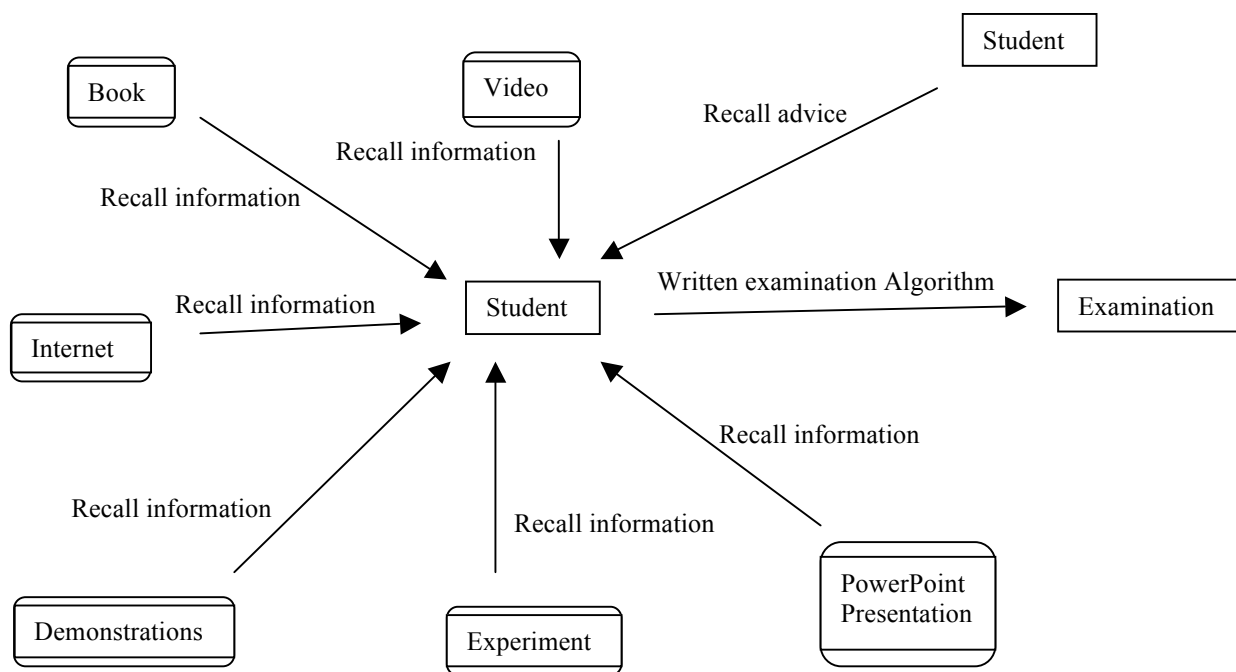 Student
Book
Video
Recall advice
Recall information
Recall information
Written examination Algorithm
Recall information
Student
Examination
Internet
Recall information
Recall information
Recall information
PowerPoint
Presentation
Demonstrations
Experiment